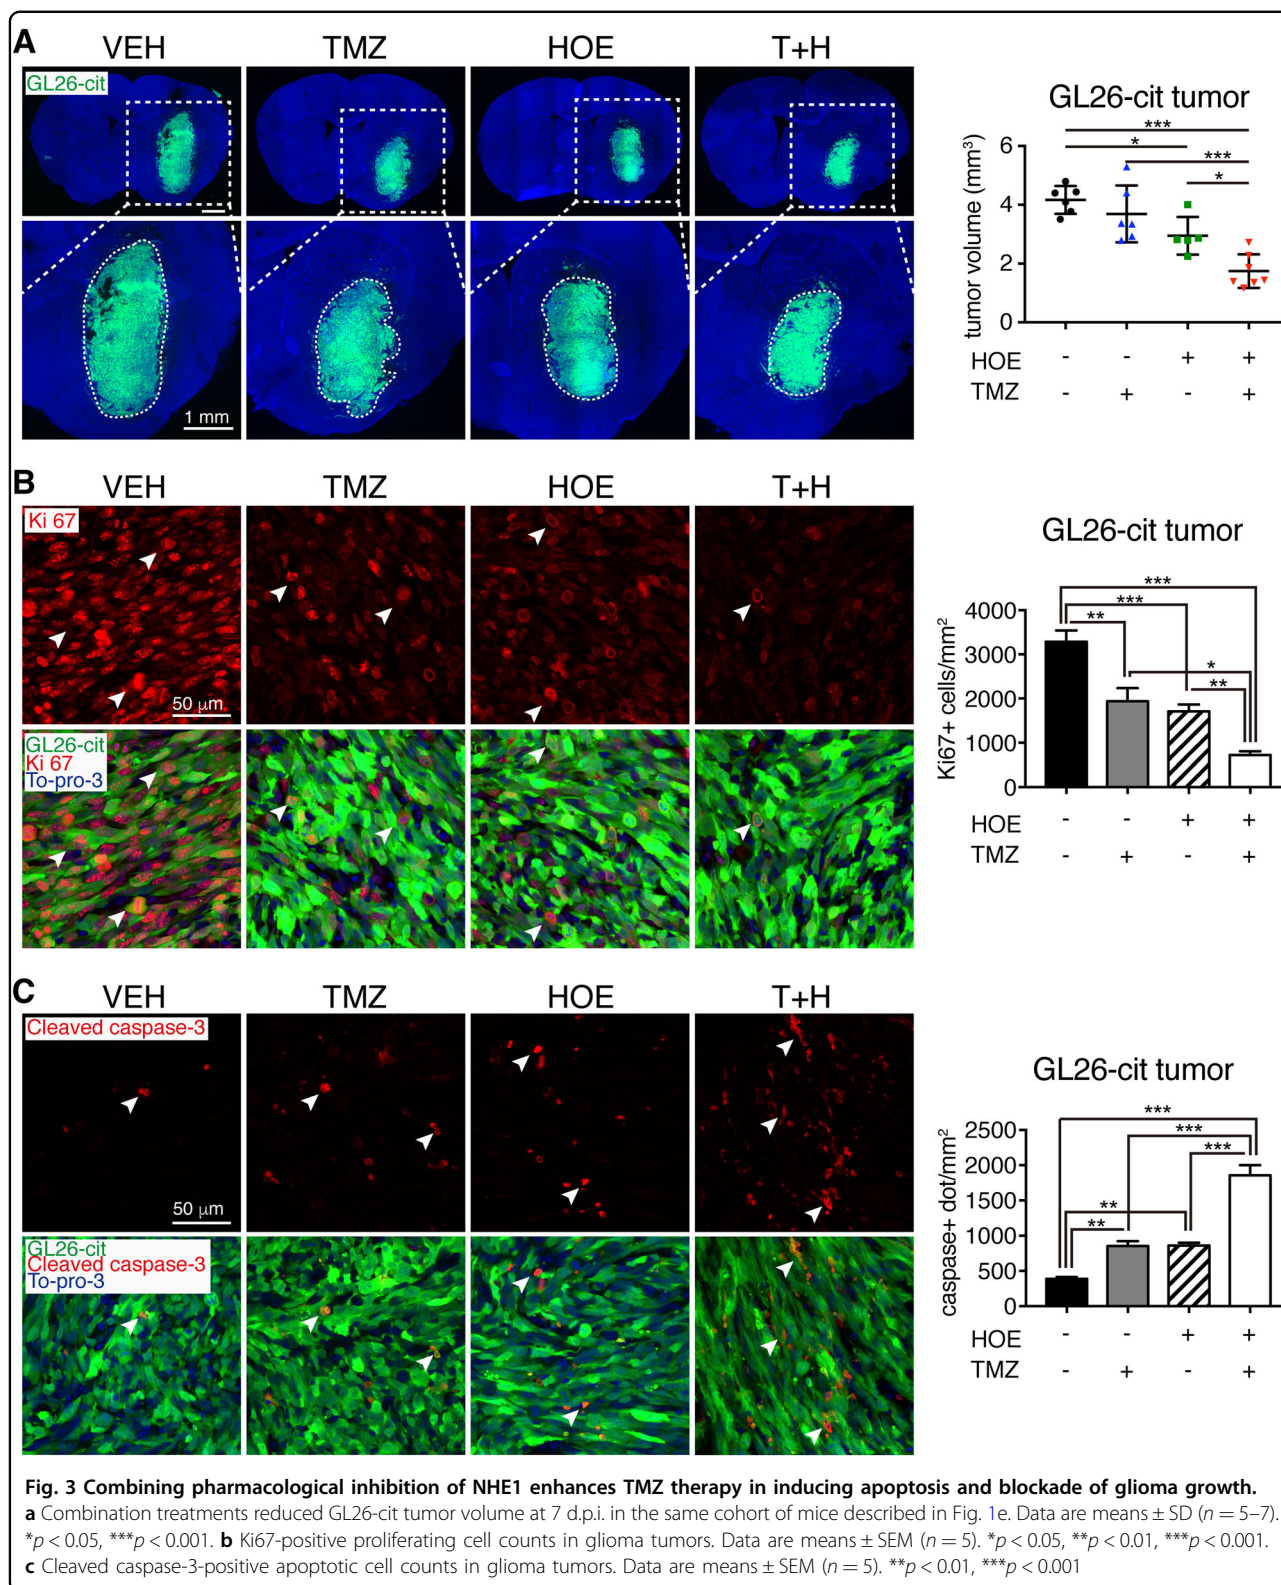 A
VEH TMZ HOE T+H
GL26-cit
1 mm
GL26-cit tumor
***
*
***
*
tumor volume (mm³)
6
4
2
0
HOE - - + +
TMZ - + - +
B
VEH TMZ HOE T+H
Ki 67
50 μm
GL26-cit
Ki 67
To-pro-3
GL26-cit tumor
***
***
**
*
**
Ki67+ cells/mm²
4000
3000
2000
1000
0
HOE - - + +
TMZ - + - +
C
VEH TMZ HOE T+H
Cleaved caspase-3
50 μm
GL26-cit
Cleaved caspase-3
To-pro-3
GL26-cit tumor
***
***
***
**
**
caspase+ dot/mm²
2500
2000
1500
1000
500
0
HOE - - + +
TMZ - + - +
Fig. 3 Combining pharmacological inhibition of NHE1 enhances TMZ therapy in inducing apoptosis and blockade of glioma growth.
a Combination treatments reduced GL26-cit tumor volume at 7 d.p.i. in the same cohort of mice described in Fig. 1e. Data are means ± SD (n = 5–7).
*p < 0.05, ***p < 0.001. b Ki67-positive proliferating cell counts in glioma tumors. Data are means ± SEM (n = 5). *p < 0.05, **p < 0.01, ***p < 0.001.
c Cleaved caspase-3-positive apoptotic cell counts in glioma tumors. Data are means ± SEM (n = 5). **p < 0.01, ***p < 0.001